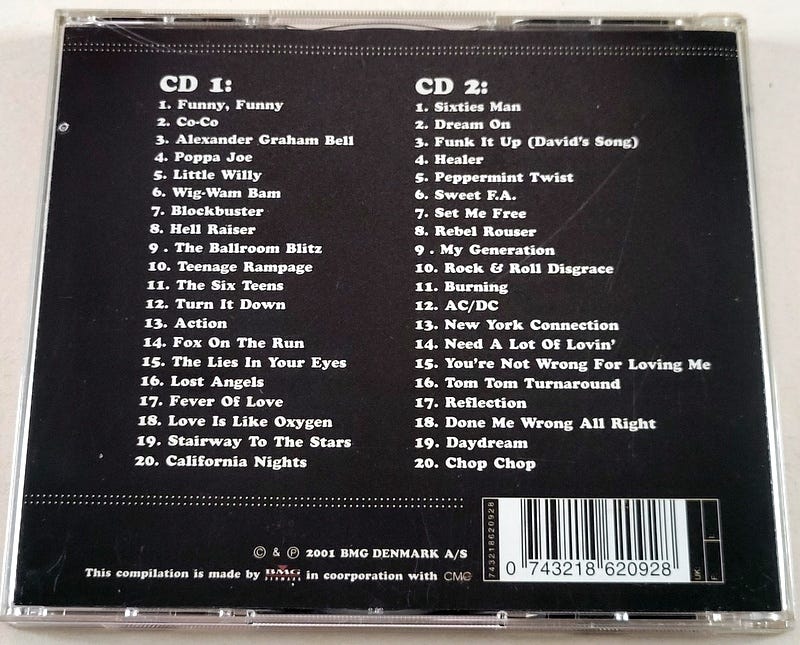 CD 1:
1. Funny, Funny
2. Co-Co
3. Alexander Graham Bell
4. Poppa Joe
5. Little Willy
6. Wig-Wam Bam
7. Blockbuster
8. Hell Raiser
9 . The Ballroom Blitz
10. Teenage Rampage
11. The Six Teens
12. Turn It Down
13. Action
14. Fox On The Run
15. The Lies In Your Eyes
16. Lost Angels
17. Fever Of Love
18. Love Is Like Oxygen
19. Stairway To The Stars
20. California Nights
CD 2:
1. Sixties Man
2. Dream On
3. Funk It Up (David's Song)
4. Healer
5. Peppermint Twist
6. Sweet F.A.
7. Set Me Free
8. Rebel Rouser
9 . My Generation
10. Rock & Roll Disgrace
11. Burning
12. AC/DC
13. New York Connection
14. Need A Lot Of Lovin'
15. You're Not Wrong For Loving Me
16. Tom Tom Turnaround
17. Reflection
18. Done Me Wrong All Right
19. Daydream
20. Chop Chop
© & ℗ 2001 BMG DENMARK A/S
This compilation is made by BMG in coorporation with CMC
743218620928
0 743218 620928
UK:
F: